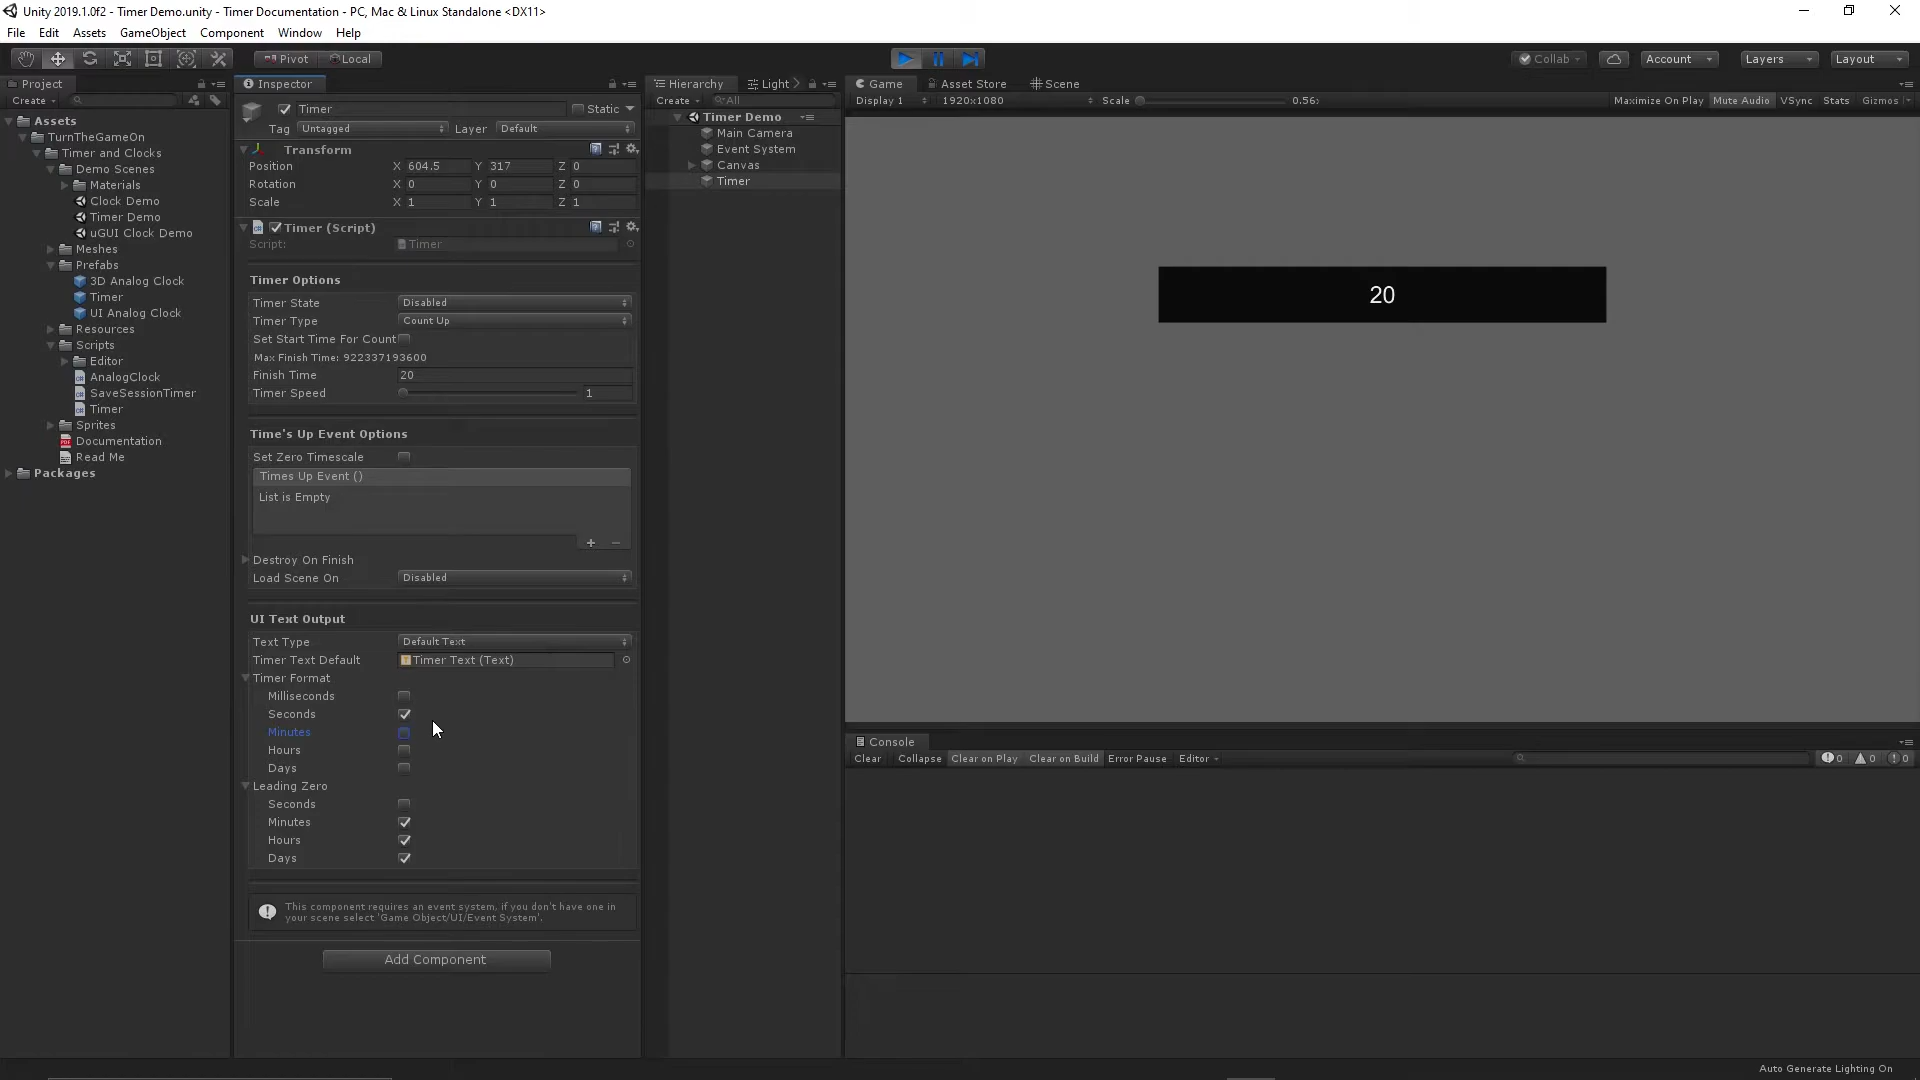 Unity 2019.1.0f2 - Timer Demo.unity - Timer Documentation - PC, Mac & Linux Standalone <DX11>
File Edit Assets GameObject Component Window Help
Pivot Local Collab Account Layers Layout
Project
Create
Assets
TurnTheGameOn
Timer and Clocks
Demo Scenes
Materials
Clock Demo
Timer Demo
uGUI Clock Demo
Meshes
Prefabs
3D Analog Clock
Timer
UI Analog Clock
Resources
Scripts
Editor
AnalogClock
SaveSessionTimer
Timer
Sprites
Documentation
Read Me
Packages
Inspector
Timer Static
Tag Untagged Layer Default
Transform
Position X 604.5 Y 317 Z 0
Rotation X 0 Y 0 Z 0
Scale X 1 Y 1 Z 1
Timer (Script)
Script: Timer
Timer Options
Timer State Disabled
Timer Type Count Up
Set Start Time For Count
Max Finish Time: 922337193600
Finish Time 20
Timer Speed 1
Time's Up Event Options
Set Zero Timescale
Times Up Event ()
List is Empty
+ −
Destroy On Finish
Load Scene On Disabled
UI Text Output
Text Type Default Text
Timer Text Default Timer Text (Text)
Timer Format
Milliseconds
Seconds
Minutes
Hours
Days
Leading Zero
Seconds
Minutes
Hours
Days
This component requires an event system, if you don't have one in
your scene select 'Game Object/UI/Event System'.
Add Component
Hierarchy Light
Create All
Timer Demo
Main Camera
Event System
Canvas
Timer
Game Asset Store Scene
Display 1 1920x1080 Scale 0.56x Maximize On Play Mute Audio VSync Stats Gizmos
20
Console
Clear Collapse Clear on Play Clear on Build Error Pause Editor 0 0 0
Auto Generate Lighting On